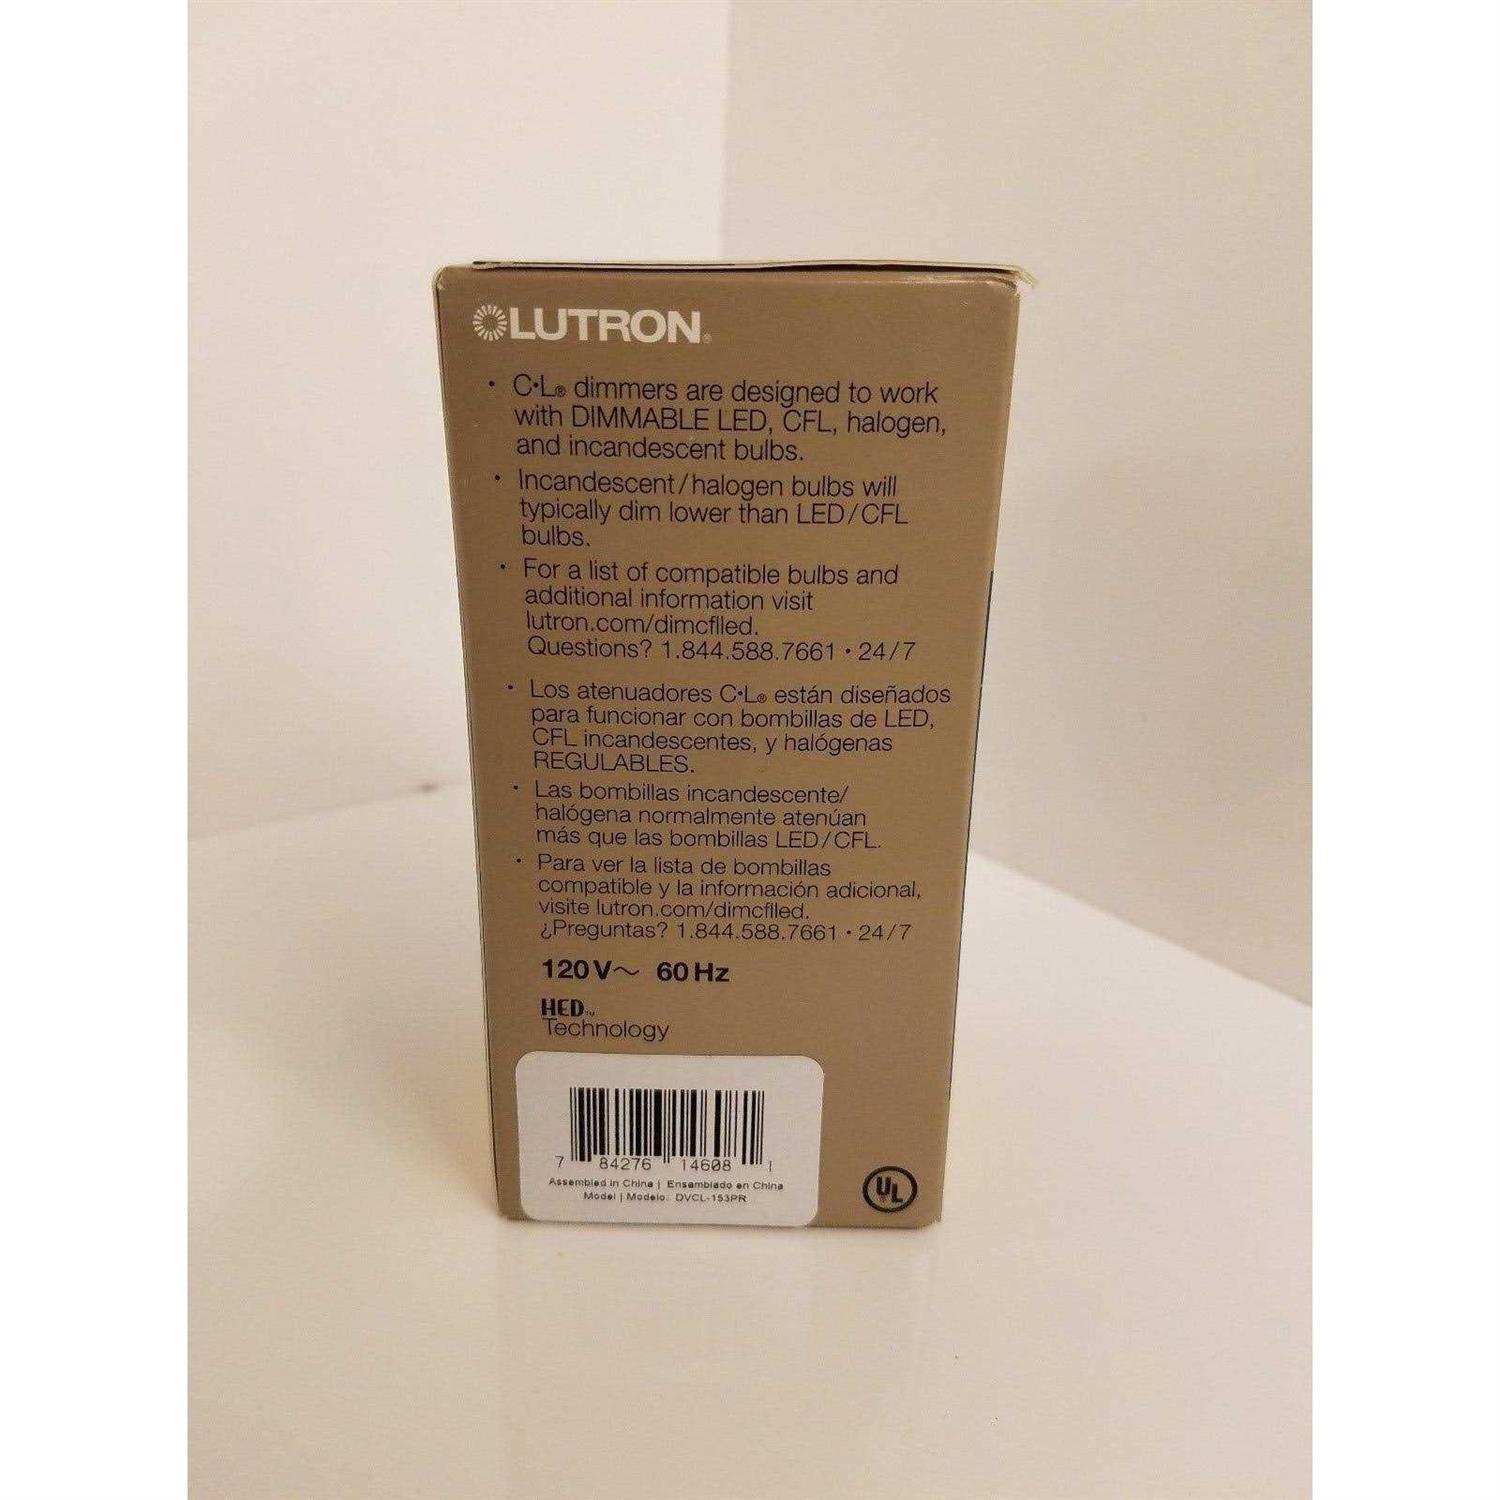 LUTRON®
• C•L® dimmers are designed to work
with DIMMABLE LED, CFL, halogen,
and incandescent bulbs.
• Incandescent/halogen bulbs will
typically dim lower than LED/CFL
bulbs.
• For a list of compatible bulbs and
additional information visit
lutron.com/dimcflled.
Questions? 1.844.588.7661 • 24/7
• Los atenuadores C•L® están diseñados
para funcionar con bombillas de LED,
CFL incandescentes, y halógenas
REGULABLES.
• Las bombillas incandescente/
halógena normalmente atenúan
más que las bombillas LED/CFL.
• Para ver la lista de bombillas
compatible y la información adicional,
visite lutron.com/dimcflled.
¿Preguntas? 1.844.588.7661 • 24/7
120V~ 60Hz
HED™
Technology
7 84276 14608 1
Assembled in China | Ensamblado en China
Model | Modelo: DVCL-153PR
UL